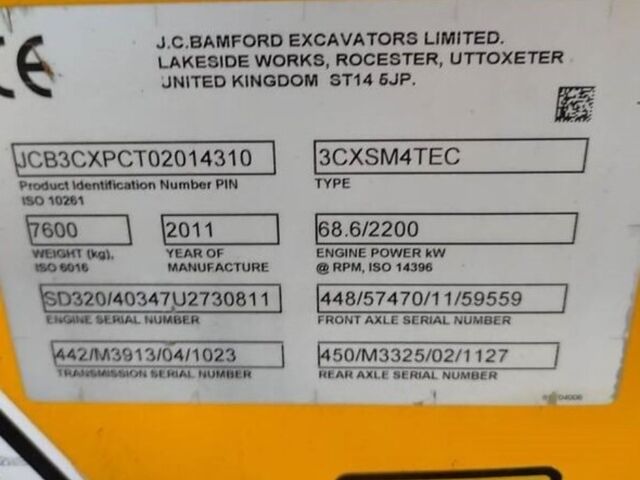 CE
J.C.BAMFORD EXCAVATORS LIMITED.
LAKESIDE WORKS, ROCESTER, UTTOXETER
UNITED KINGDOM ST14 5JP.
JCB3CXPCT02014310
3CXSM4TEC
Product Identification Number PIN
ISO 10261
TYPE
7600
2011
68.6/2200
WEIGHT (kg),
ISO 6016
YEAR OF
MANUFACTURE
ENGINE POWER kW
@ RPM, ISO 14396
SD320/40347U2730811
448/57470/11/59559
ENGINE SERIAL NUMBER
FRONT AXLE SERIAL NUMBER
442/M3913/04/1023
450/M3325/02/1127
TRANSMISSION SERIAL NUMBER
REAR AXLE SERIAL NUMBER